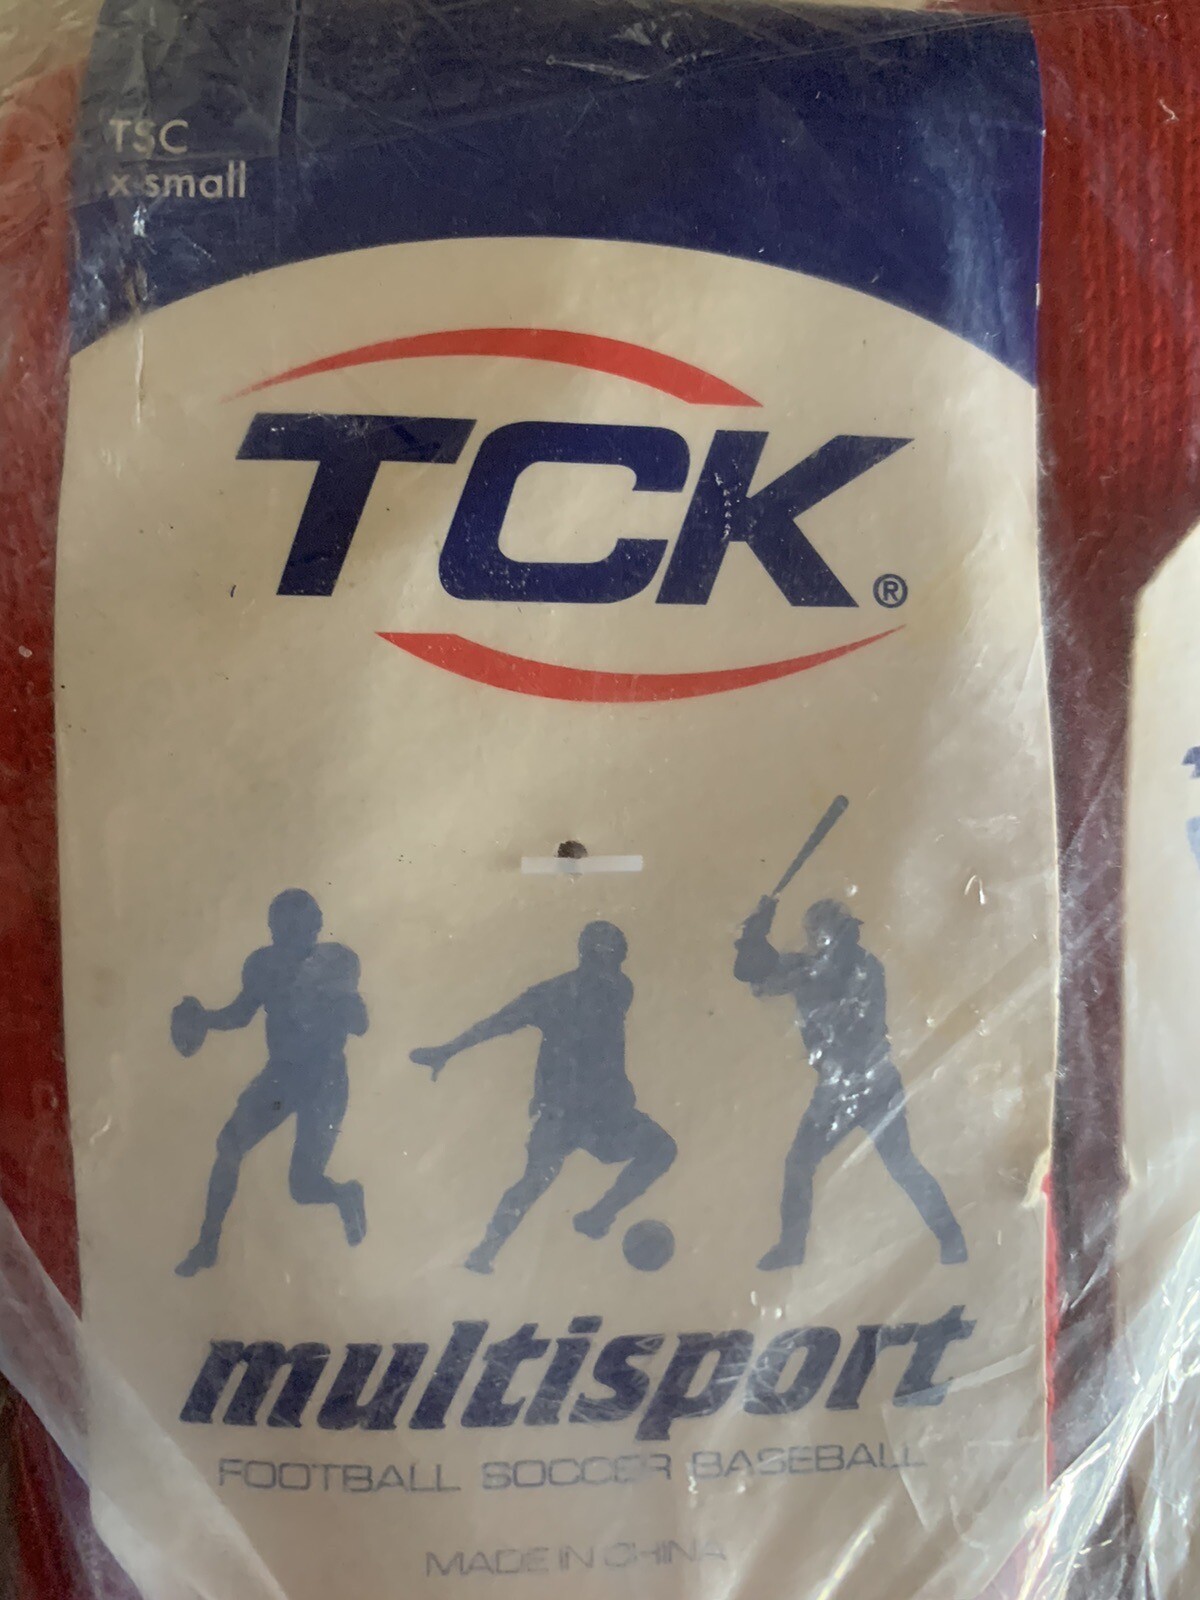 TSC
x-small
TCK®
multisport
FOOTBALL SOCCER BASEBALL
MADE IN CHINA